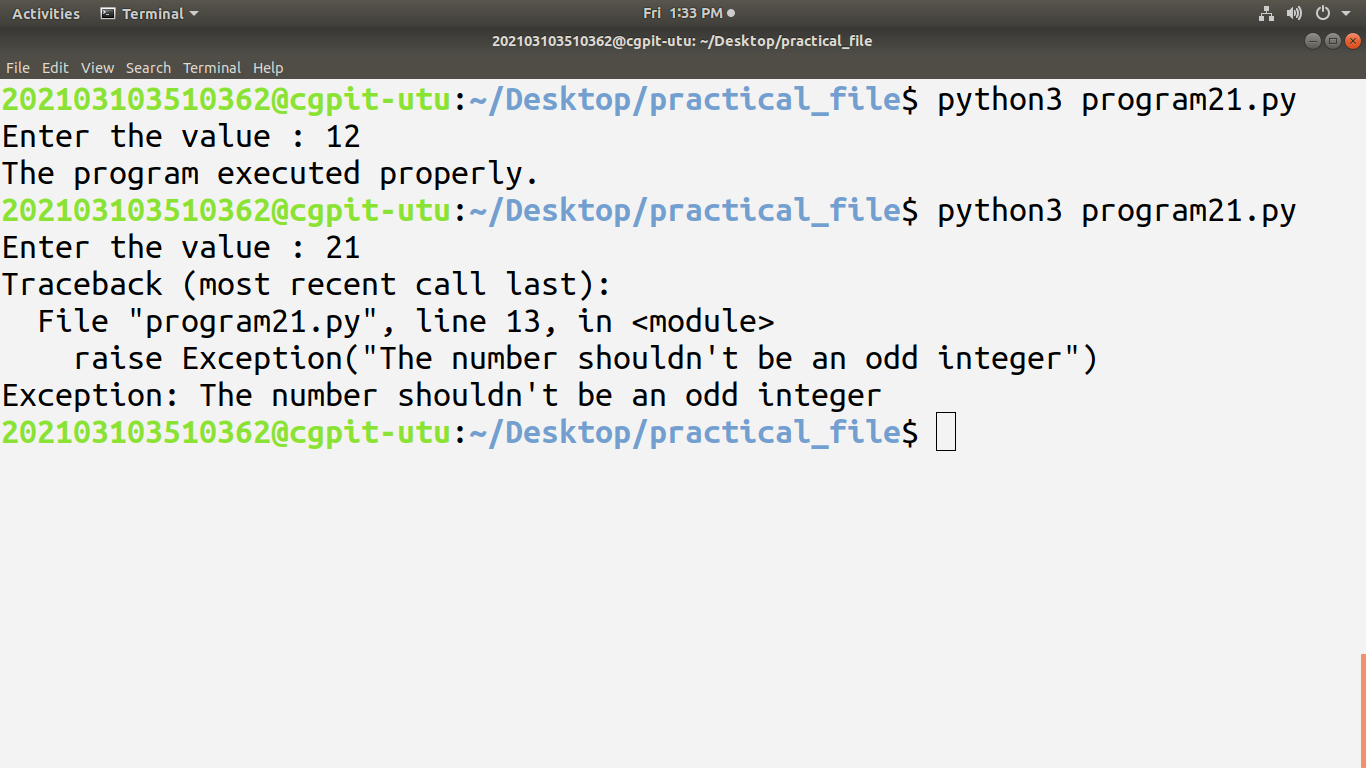 Activities Terminal Fri 1:33 PM
202103103510362@cgpit-utu: ~/Desktop/practical_file
File Edit View Search Terminal Help
202103103510362@cgpit-utu:~/Desktop/practical_file$ python3 program21.py
Enter the value : 12
The program executed properly.
202103103510362@cgpit-utu:~/Desktop/practical_file$ python3 program21.py
Enter the value : 21
Traceback (most recent call last):
  File "program21.py", line 13, in <module>
    raise Exception("The number shouldn't be an odd integer")
Exception: The number shouldn't be an odd integer
202103103510362@cgpit-utu:~/Desktop/practical_file$